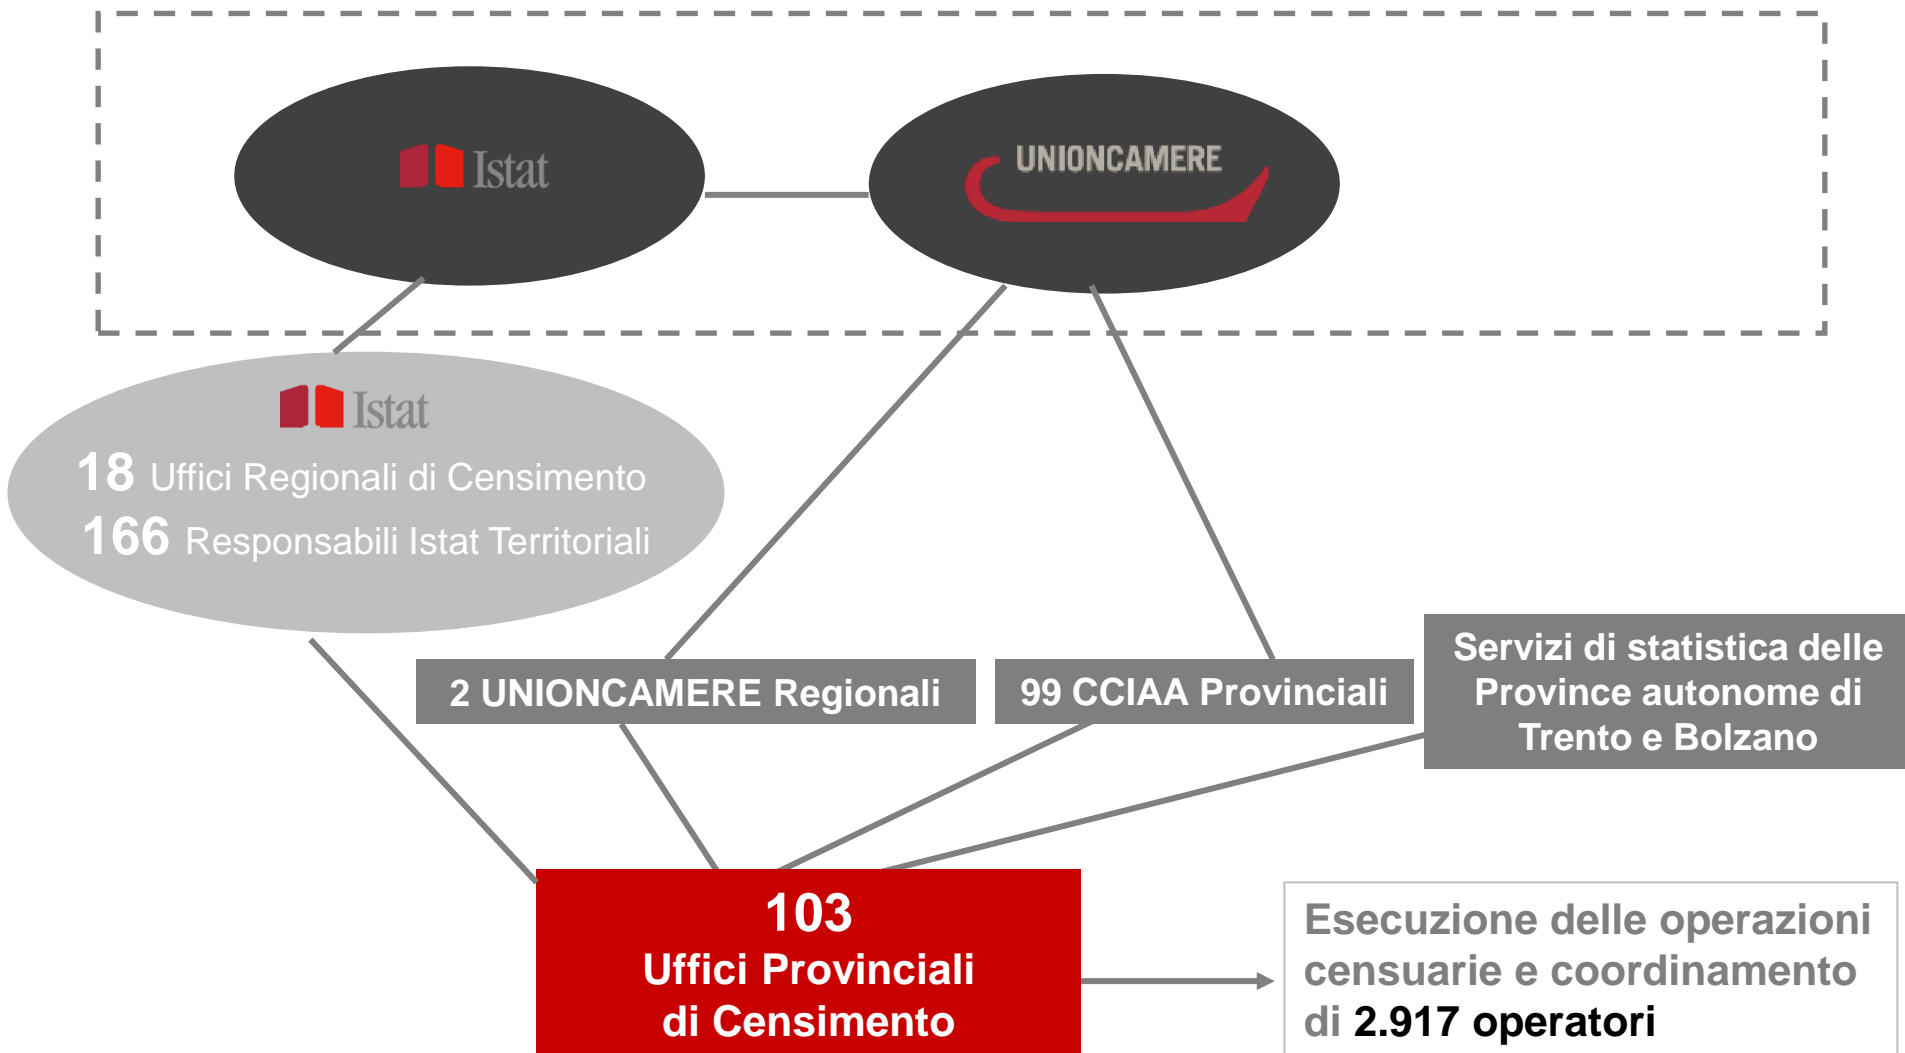 Istat
UNIONCAMERE
Istat
18 Uffici Regionali di Censimento
166 Responsabili Istat Territoriali
2 UNIONCAMERE Regionali
99 CCIAA Provinciali
Servizi di statistica delle
Province autonome di
Trento e Bolzano
103
Uffici Provinciali
di Censimento
Esecuzione delle operazioni
censuarie e coordinamento
di 2.917 operatori